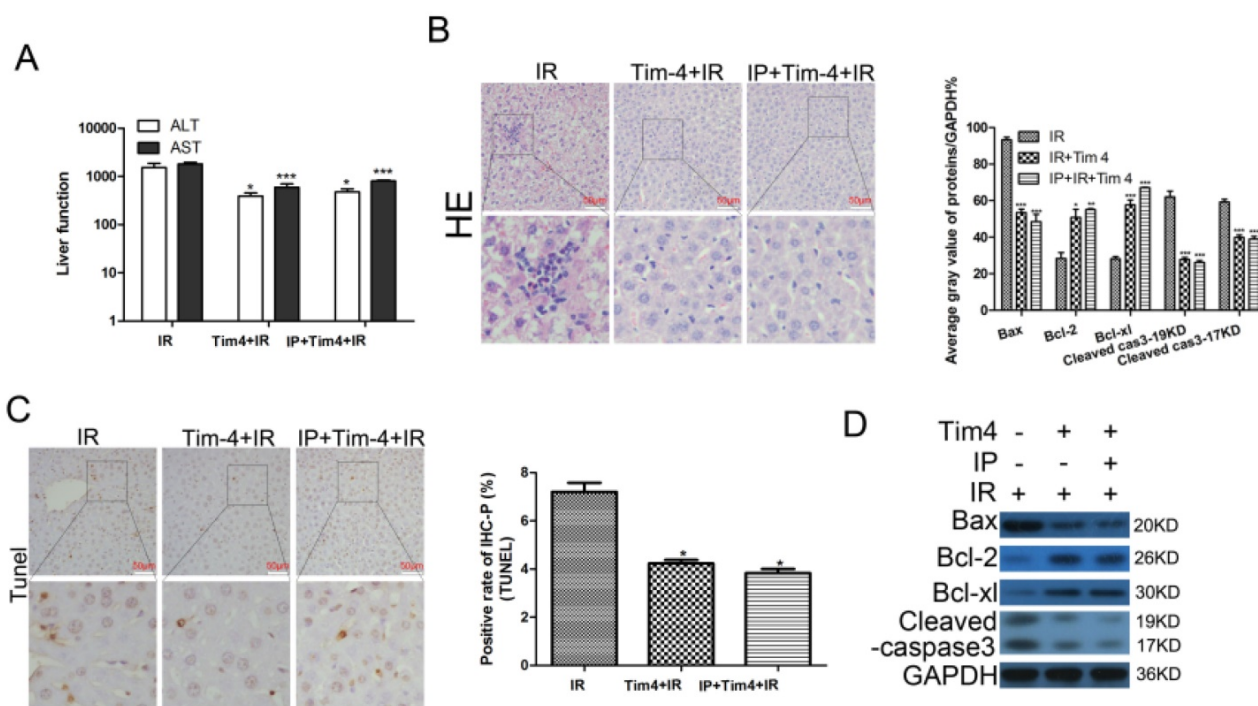 A
Liver function
10000
1000
100
10
1
ALT
AST
*
***
*
***
IR
Tim4+IR
IP+Tim4+IR
B
IR
Tim-4+IR
IP+Tim-4+IR
HE
50μm
50μm
50μm
Average gray value of proteins/GAPDH%
100
80
60
40
20
0
IR
IR+Tim 4
IP+IR+Tim 4
*** ***
* **
*** ***
*** ***
*** ***
Bax
Bcl-2
Bcl-xl
Cleaved cas3-19KD
Cleaved cas3-17KD
C
IR
Tim-4+IR
IP+Tim-4+IR
Tunel
50μm
50μm
50μm
Positive rate of IHC-P (%)
(TUNEL)
8
6
4
2
0
*
*
IR
Tim4+IR
IP+Tim4+IR
D
Tim4 - + +
IP - - +
IR + + +
Bax 20KD
Bcl-2 26KD
Bcl-xl 30KD
Cleaved 19KD
-caspase3 17KD
GAPDH 36KD